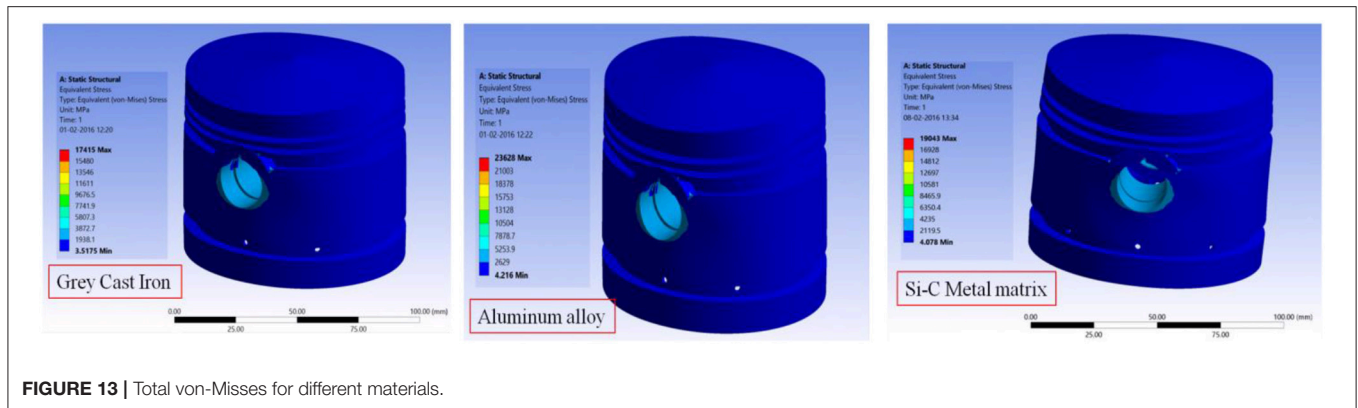 A: Static Structural
Equivalent Stress
Type: Equivalent (von-Mises) Stress
Unit: MPa
Time: 1
01-02-2016 12:20
17415 Max
15480
13546
11611
9676.5
7741.9
5807.3
3872.7
1938.1
3.5175 Min
Grey Cast Iron
0.00 50.00 100.00 (mm)
25.00 75.00
A: Static Structural
Equivalent Stress
Type: Equivalent (von-Mises) Stress
Unit: MPa
Time: 1
01-02-2016 12:22
23628 Max
21003
18378
15753
13128
10504
7878.7
5253.9
2629
4.216 Min
Aluminum alloy
A: Static Structural
Equivalent Stress
Type: Equivalent (von-Mises) Stress
Unit: MPa
Time: 1
08-02-2016 13:34
19043 Max
16928
14812
12697
10581
8465.9
6350.4
4235
2119.5
4.078 Min
Si-C Metal matrix
0.00 50.00 100.00 (mm)
25.00 75.00
FIGURE 13 | Total von-Misses for different materials.